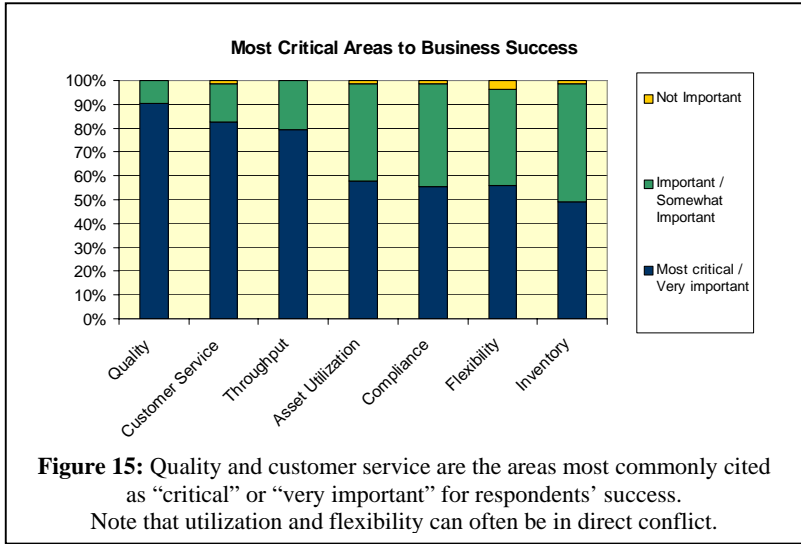 Most Critical Areas to Business Success
100%
90%
80%
70%
60%
50%
40%
30%
20%
10%
0%
Quality
Customer Service
Throughput
Asset Utilization
Compliance
Flexibility
Inventory
Not Important
Important /
Somewhat
Important
Most critical /
Very important
Figure 15: Quality and customer service are the areas most commonly cited
as “critical” or “very important” for respondents’ success.
Note that utilization and flexibility can often be in direct conflict.